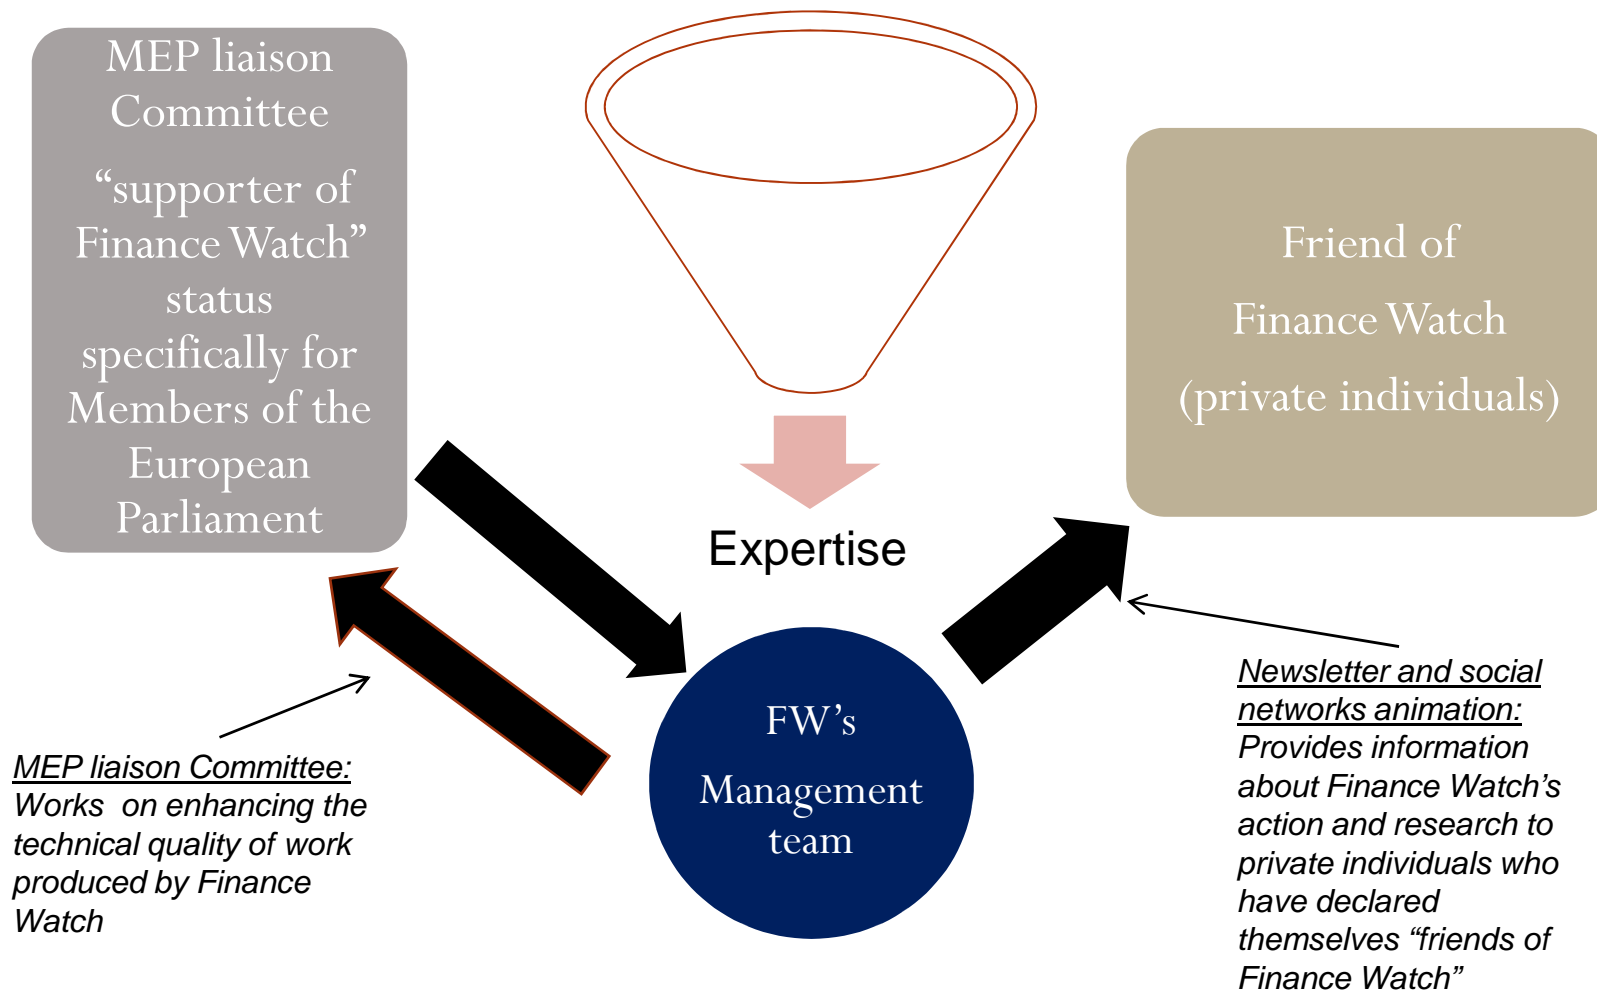 MEP liaison
Committee
“supporter of
Finance Watch”
status
specifically for
Members of the
European
Parliament
Expertise
Friend of
Finance Watch
(private individuals)
FW’s
Management
team
MEP liaison Committee:
Works on enhancing the
technical quality of work
produced by Finance
Watch
Newsletter and social
networks animation:
Provides information
about Finance Watch’s
action and research to
private individuals who
have declared
themselves “friends of
Finance Watch”